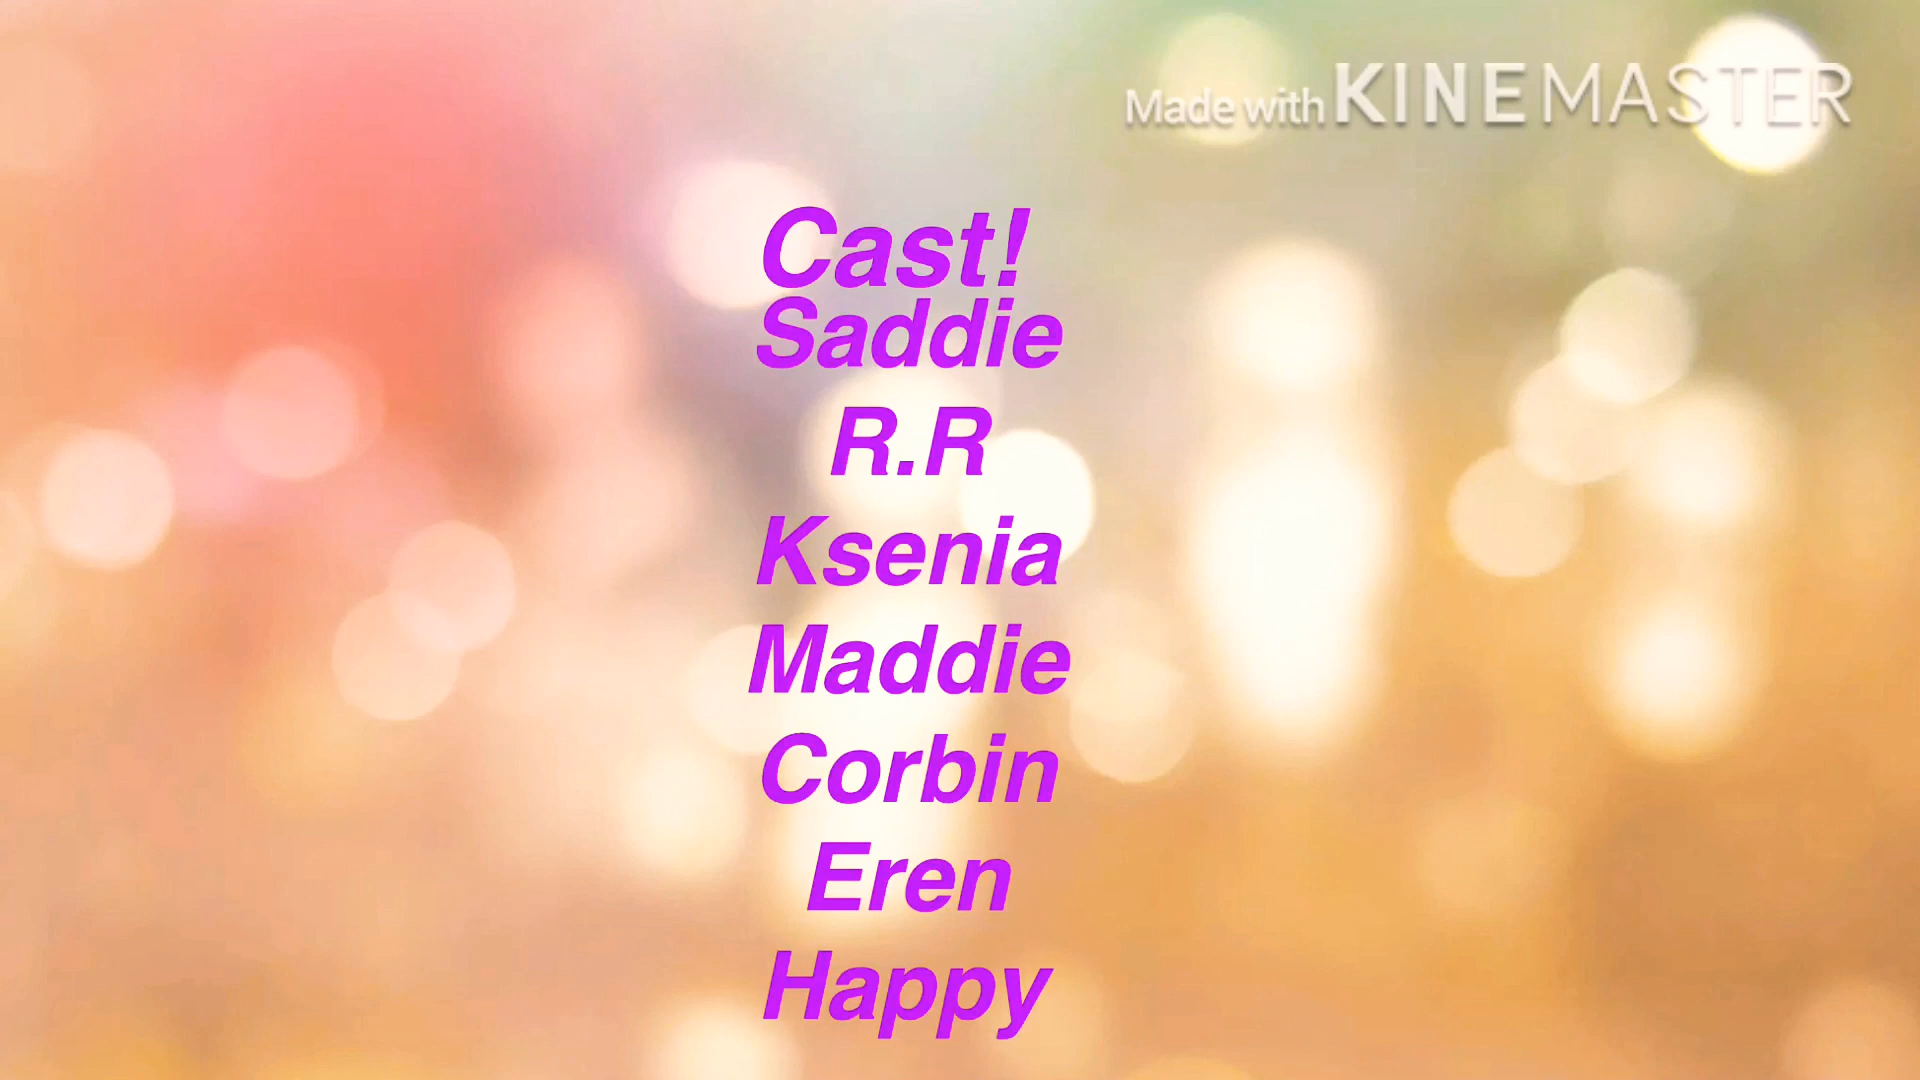 Made with KINEMASTER
Cast!
Saddie
R.R
Ksenia
Maddie
Corbin
Eren
Happy